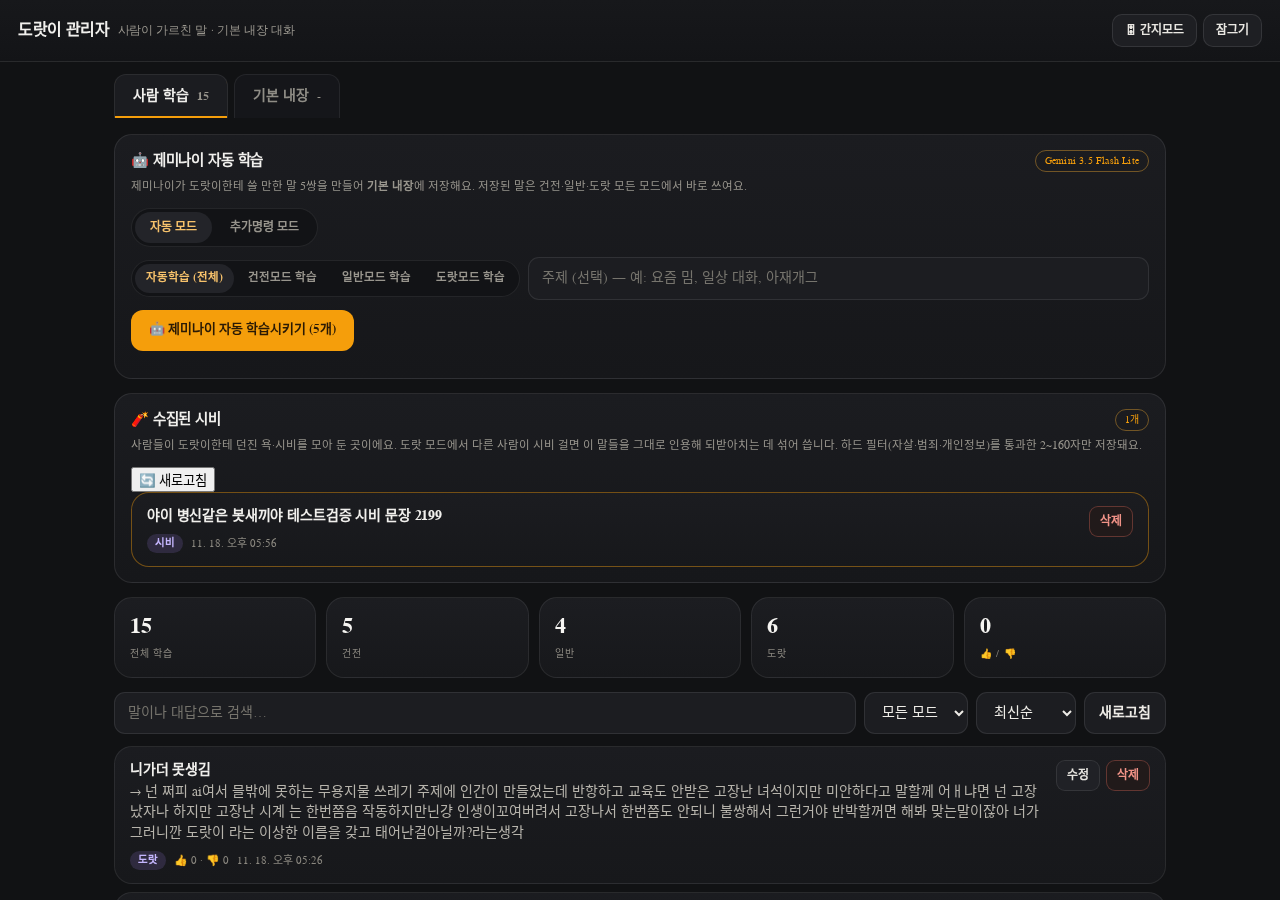 도랏이 관리자 사람이 가르친 말 · 기본 내장 대화
🎛 간지모드
잠그기
사람 학습 15
기본 내장 -
🤖 제미나이 자동 학습
Gemini 3.5 Flash Lite
제미나이가 도랏이한테 쓸 만한 말 5쌍을 만들어 기본 내장에 저장해요. 저장된 말은 건전·일반·도랏 모든 모드에서 바로 쓰여요.
자동 모드
추가명령 모드
자동학습 (전체)
건전모드 학습
일반모드 학습
도랏모드 학습
주제 (선택) — 예: 요즘 밈, 일상 대화, 아재개그
🤖 제미나이 자동 학습시키기 (5개)
🧨 수집된 시비
1개
사람들이 도랏이한테 던진 욕·시비를 모아 둔 곳이에요. 도랏 모드에서 다른 사람이 시비 걸면 이 말들을 그대로 인용해 되받아치는 데 섞어 씁니다. 하드 필터(자살·범죄·개인정보)를 통과한 2~160자만 저장돼요.
🔄 새로고침
야이 병신같은 붓새끼야 테스트검증 시비 문장 2199
삭제
시비 11. 18. 오후 05:56
15
전체 학습
5
건전
4
일반
6
도랏
0
👍 / 👎
말이나 대답으로 검색…
모든 모드
최신순
새로고침
니가더 못생김
수정
삭제
→ 넌 쩌피 ai여서 믈밖에 못하는 무용지물 쓰레기 주제에 인간이 만들었는데 반항하고 교육도 안받은 고장난 녀석이지만 미안하다고 말할께 어ㅐ냐면 넌 고장
났자나 하지만 고장난 시계 는 한번쯤음 작동하지만닌걍 인생이꼬여버려서 고장나서 한번쯤도 안되니 불쌍해서 그런거야 반박할꺼면 해봐 맞는말이잖아 너가
그러니깐 도랏이 라는 이상한 이름을 갖고 태어난걸아닐까?라는생각
도랏 👍 0 · 👎 0 11. 18. 오후 05:26